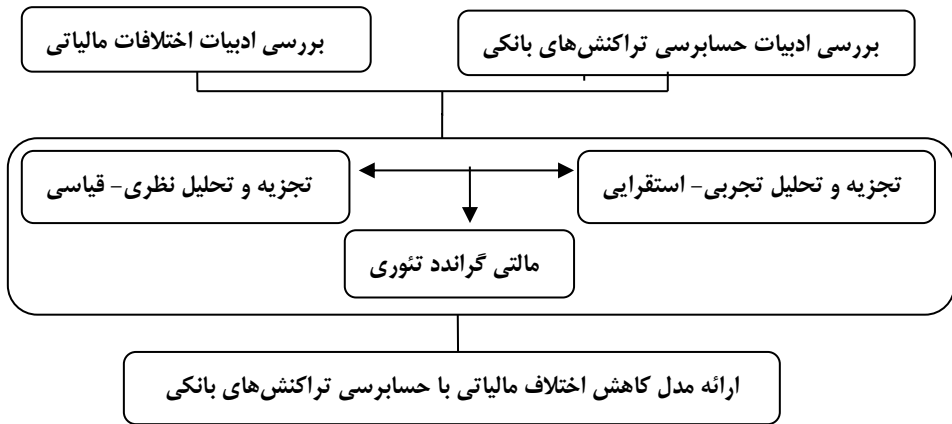 بررسی ادبیات حسابرسی تراکنش‌های بانکی
بررسی ادبیات اختلافات مالیاتی
تجزیه و تحلیل تجربی- استقرایی
تجزیه و تحلیل نظری- قیاسی
مالتی گراندد تئوری
ارائه مدل کاهش اختلاف مالیاتی با حسابرسی تراکنش‌های بانکی